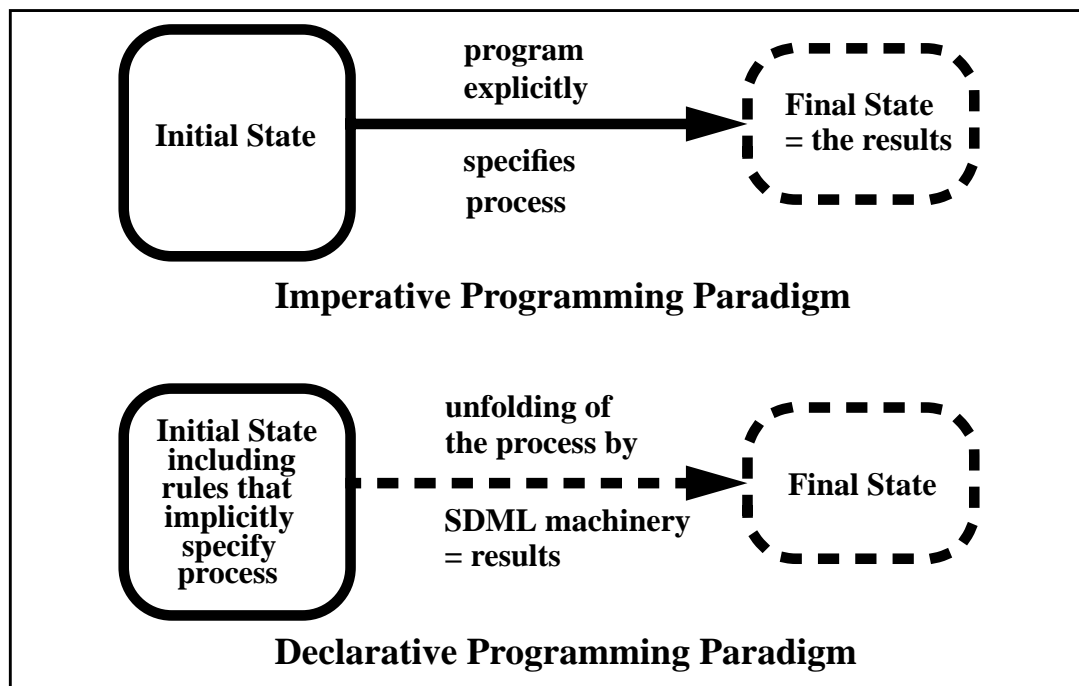 Initial State
program
explicitly
specifies
process
Final State
= the results
Imperative Programming Paradigm
Initial State
including
rules that
implicitly
specify
process
unfolding of
the process by
SDML machinery
= results
Final State
Declarative Programming Paradigm